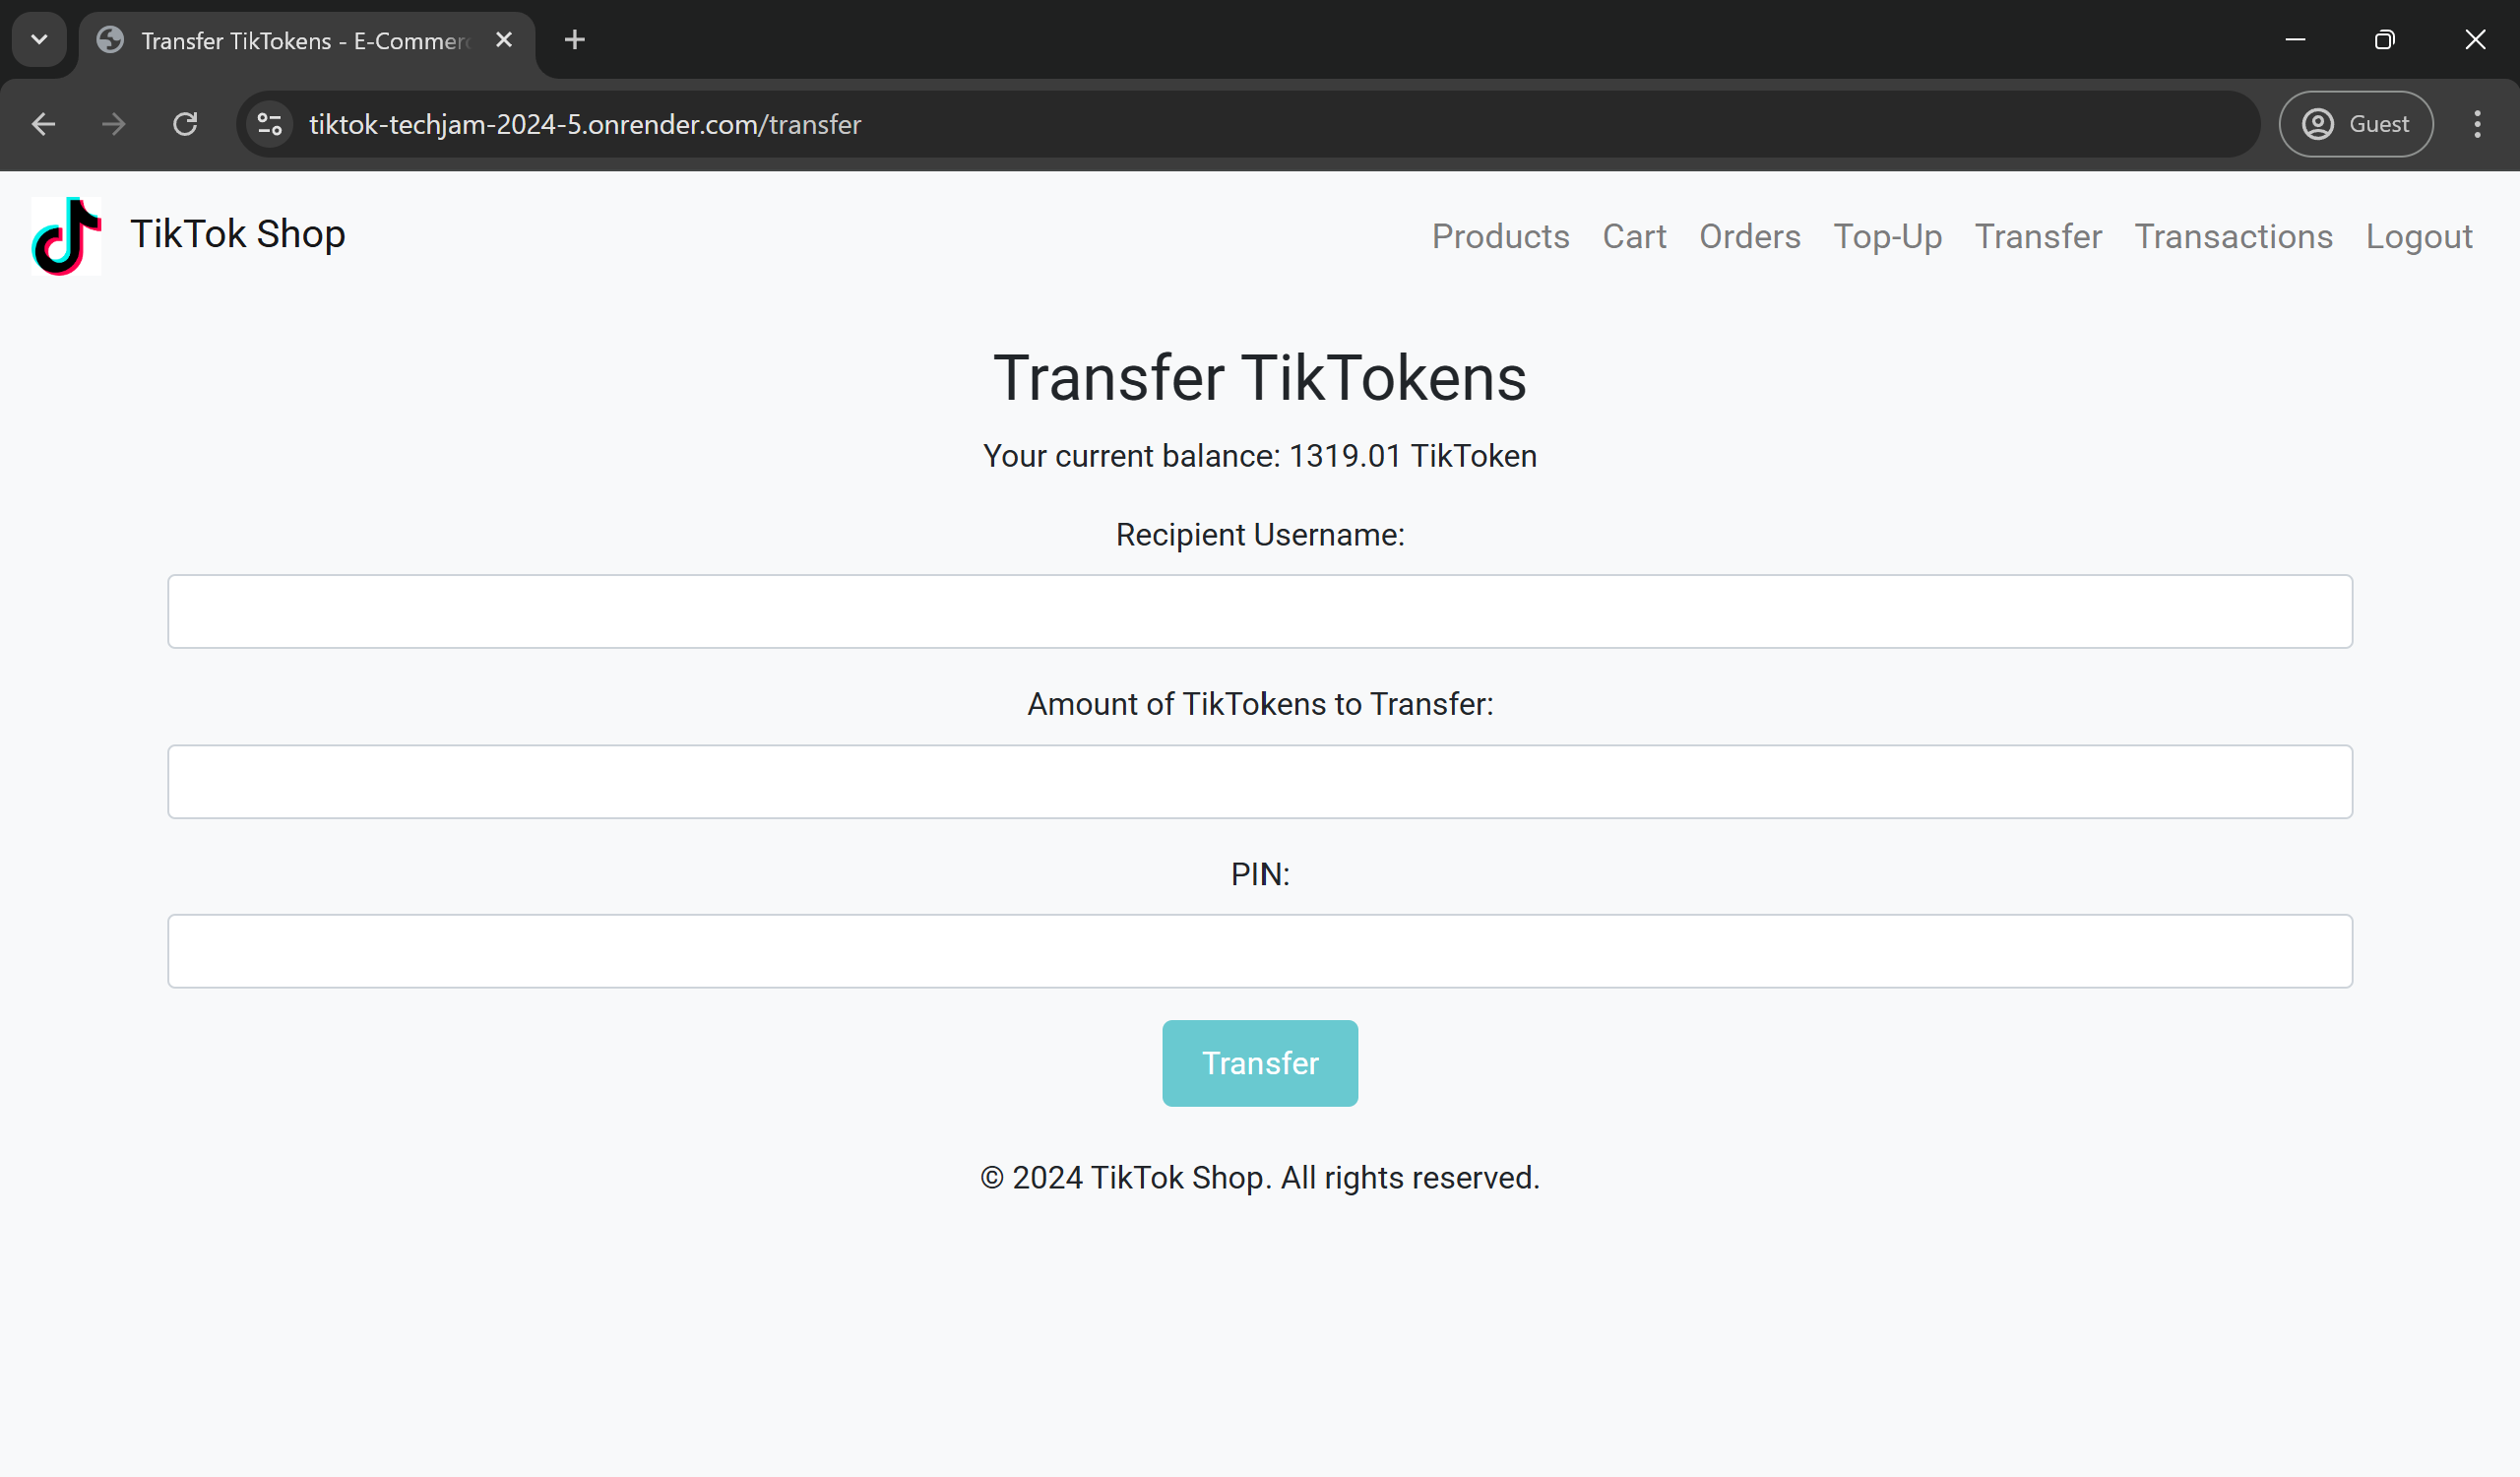 Transfer TikTokens - E-Commer
tiktok-techjam-2024-5.onrender.com/transfer
Guest
TikTok Shop
Products Cart Orders Top-Up Transfer Transactions Logout
Transfer TikTokens
Your current balance: 1319.01 TikToken
Recipient Username:
Amount of TikTokens to Transfer:
PIN:
Transfer
© 2024 TikTok Shop. All rights reserved.